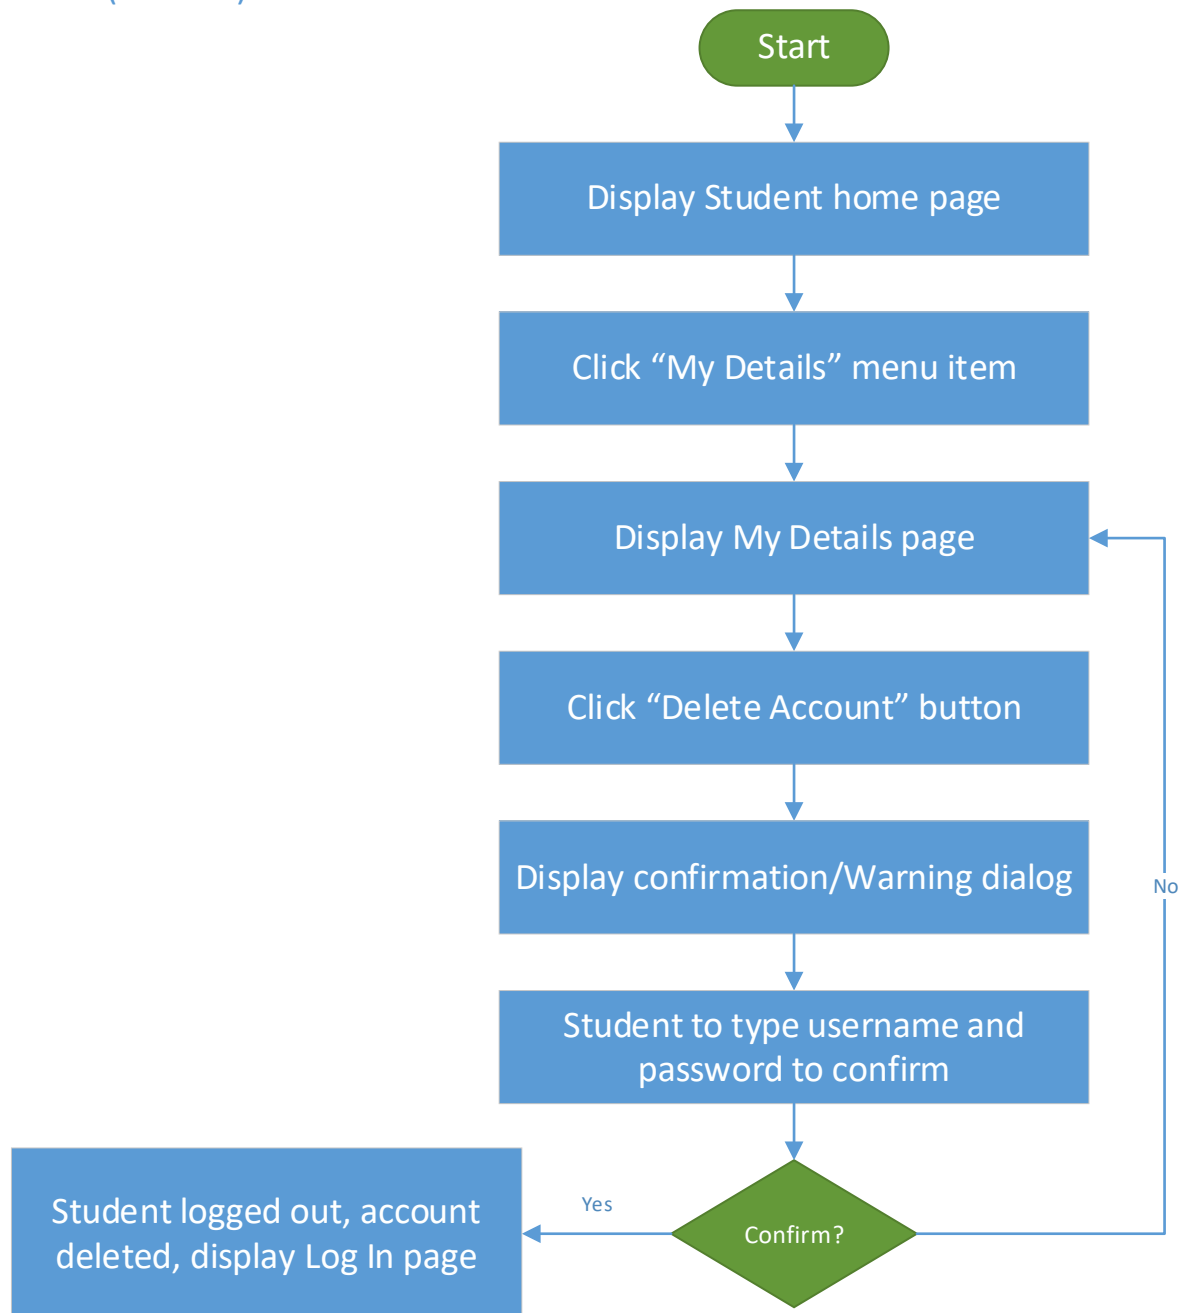 Start
Display Student home page
Click “My Details” menu item
Display My Details page
Click “Delete Account” button
Display confirmation/Warning dialog
No
Student to type username and
password to confirm
Yes
Confirm?
Student logged out, account
deleted, display Log In page